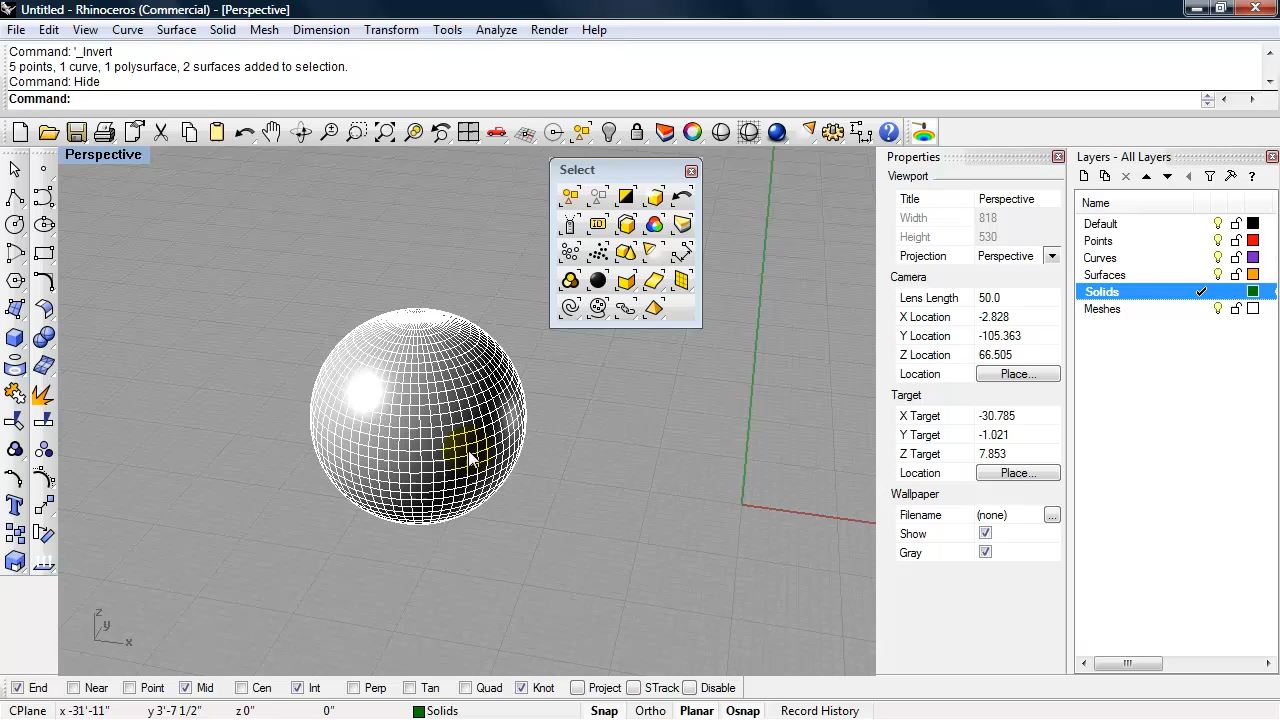 Untitled - Rhinoceros (Commercial) - [Perspective]
File Edit View Curve Surface Solid Mesh Dimension Transform Tools Analyze Render Help
Command: '_Invert
5 points, 1 curve, 1 polysurface, 2 surfaces added to selection.
Command: Hide
Command:
Perspective
Select
1D
z
y
x
Properties
Viewport
Title Perspective
Width 818
Height 530
Projection Perspective
Camera
Lens Length 50.0
X Location -2.828
Y Location -105.363
Z Location 66.505
Location Place...
Target
X Target -30.785
Y Target -1.021
Z Target 7.853
Location Place...
Wallpaper
Filename (none) ...
Show
Gray
Layers - All Layers
Name
Default
Points
Curves
Surfaces
Solids
Meshes
End Near Point Mid Cen Int Perp Tan Quad Knot Project STrack Disable
CPlane x -31'-11" y 3'-7 1/2" z 0" 0" Solids Snap Ortho Planar Osnap Record History